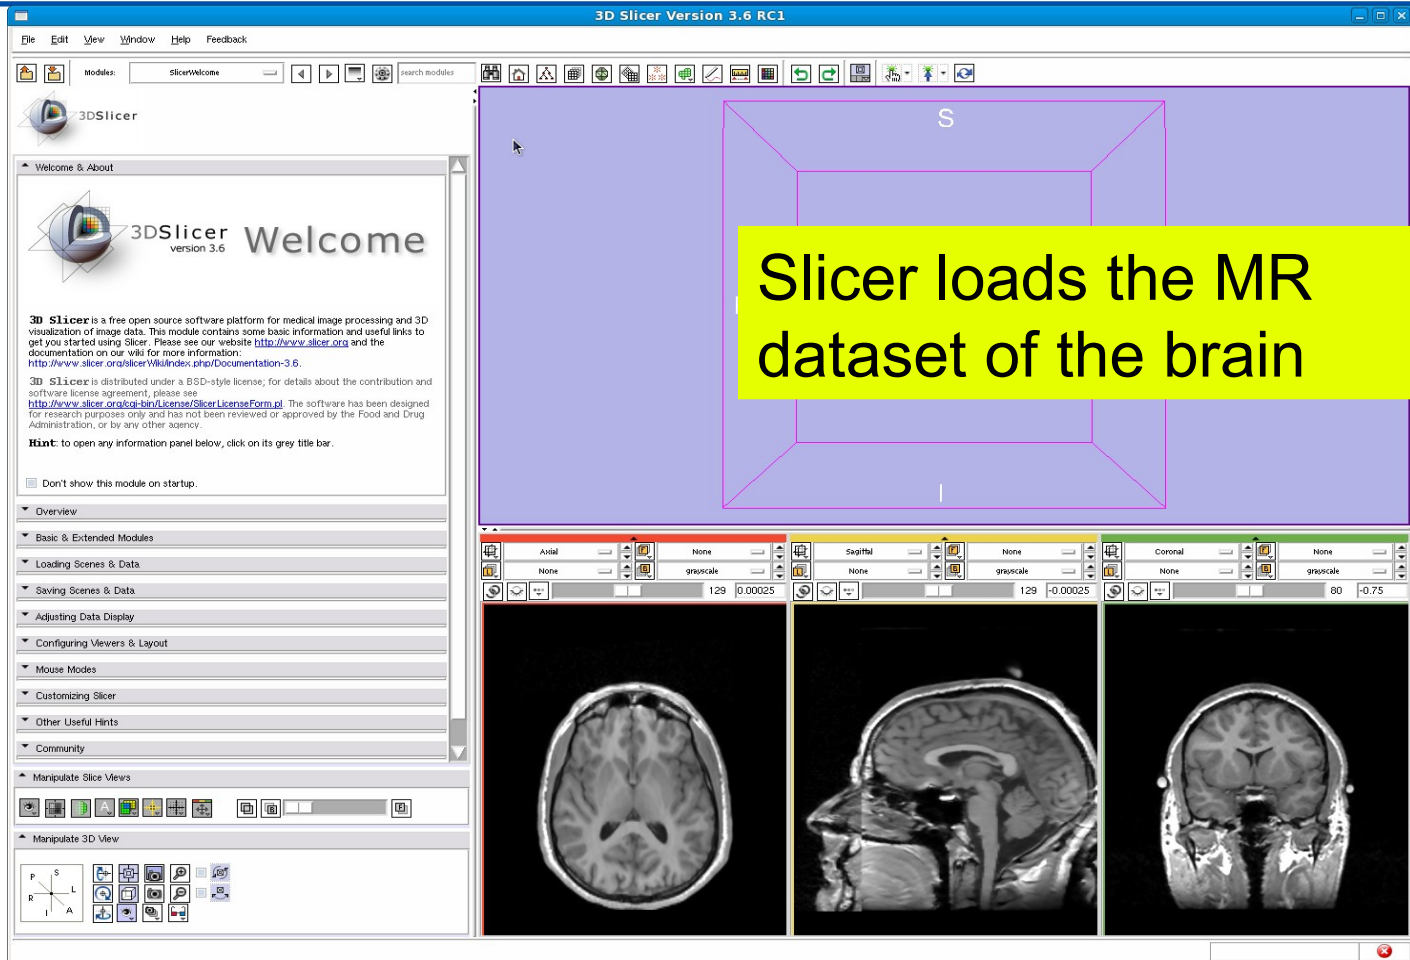 3D Slicer Version 3.6 RC1
File Edit View Window Help Feedback
Modules: SlicerWelcome search modules
3DSlicer
Welcome & About
3DSlicer version 3.6 Welcome
3D Slicer is a free open source software platform for medical image processing and 3D
visualization of image data. This module contains some basic information and useful links to
get you started using Slicer. Please see our website http://www.slicer.org and the
documentation on our wiki for more information:
http://www.slicer.org/slicerWiki/index.php/Documentation-3.6.
3D Slicer is distributed under a BSD-style license; for details about the contribution and
software license agreement, please see
http://www.slicer.org/cgi-bin/License/SlicerLicenseForm.pl. The software has been designed
for research purposes only and has not been reviewed or approved by the Food and Drug
Administration, or by any other agency.
Hint: to open any information panel below, click on its grey title bar.
Don't show this module on startup.
Overview
Basic & Extended Modules
Loading Scenes & Data
Saving Scenes & Data
Adjusting Data Display
Configuring Viewers & Layout
Mouse Modes
Customizing Slicer
Other Useful Hints
Community
Manipulate Slice Views
B F
Manipulate 3D View
P S
R L
I A
S
Slicer loads the MR
dataset of the brain
I
Axial None
None grayscale
129 0.00025
Sagittal None
None grayscale
129 -0.00025
Coronal None
None grayscale
80 -0.75